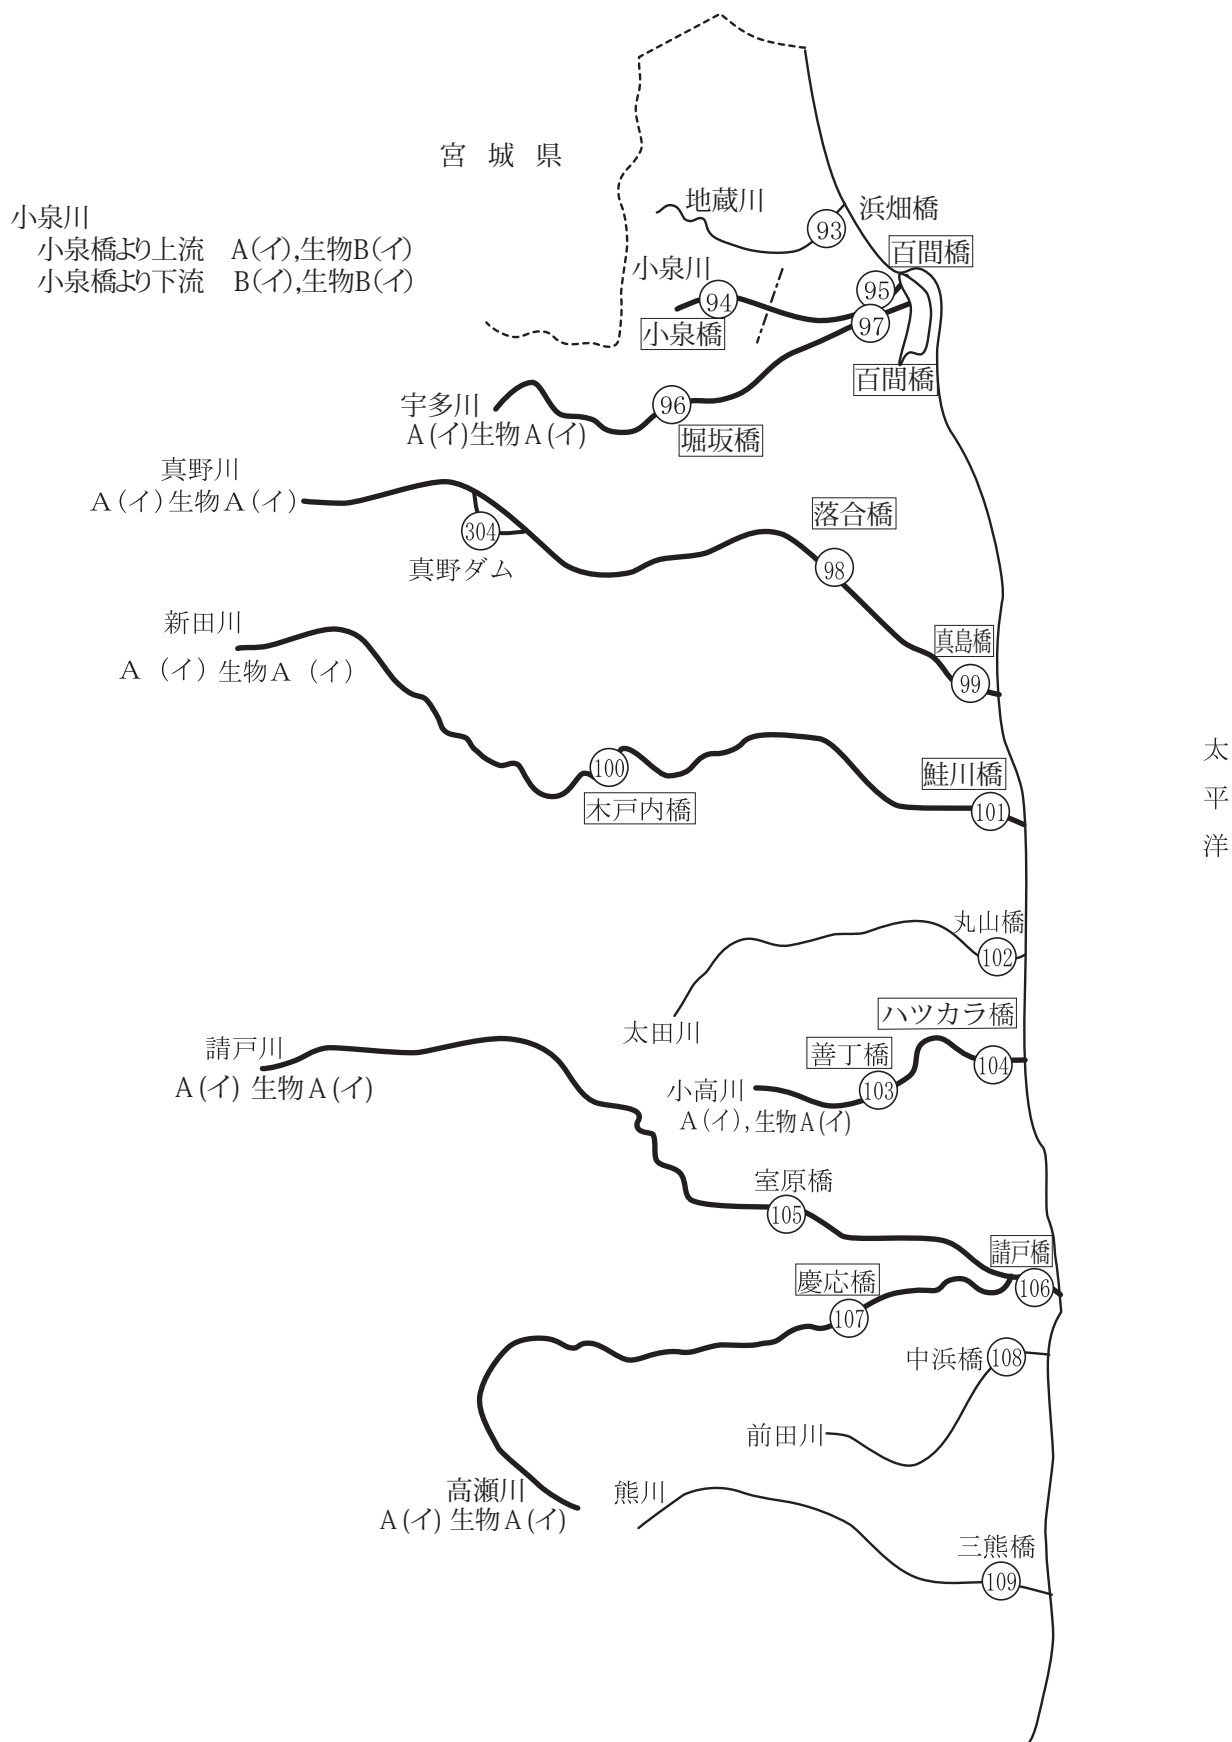 宮城県
地蔵川
93
浜畑橋
小泉川
小泉橋より上流 A(イ),生物B(イ)
小泉橋より下流 B(イ),生物B(イ)
百間橋
小泉川
94
95
97
小泉橋
百間橋
宇多川
A(イ)生物A(イ)
96
堀坂橋
真野川
A(イ)生物A(イ)
304
真野ダム
落合橋
98
新田川
A (イ) 生物A (イ)
真島橋
99
100
木戸内橋
鮭川橋
101
太平洋
丸山橋
102
太田川
ハツカラ橋
104
善丁橋
103
小高川
A(イ),生物A(イ)
請戸川
A(イ) 生物A(イ)
室原橋
105
請戸橋
106
慶応橋
107
中浜橋
108
前田川
高瀬川
A(イ) 生物A(イ)
熊川
三熊橋
109